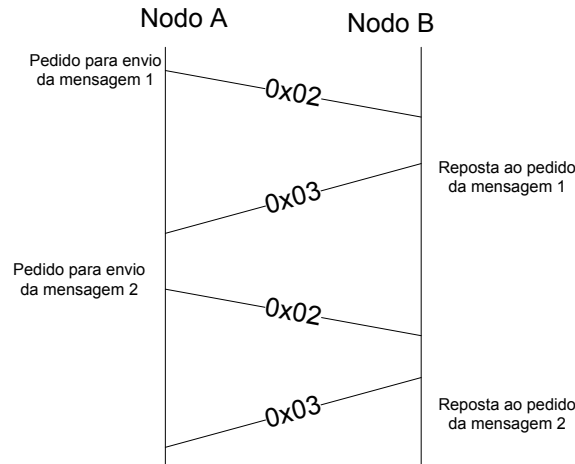 Nodo A
Nodo B
Pedido para envio
da mensagem 1
0x02
Reposta ao pedido
da mensagem 1
0x03
Pedido para envio
da mensagem 2
0x02
0x03
Reposta ao pedido
da mensagem 2